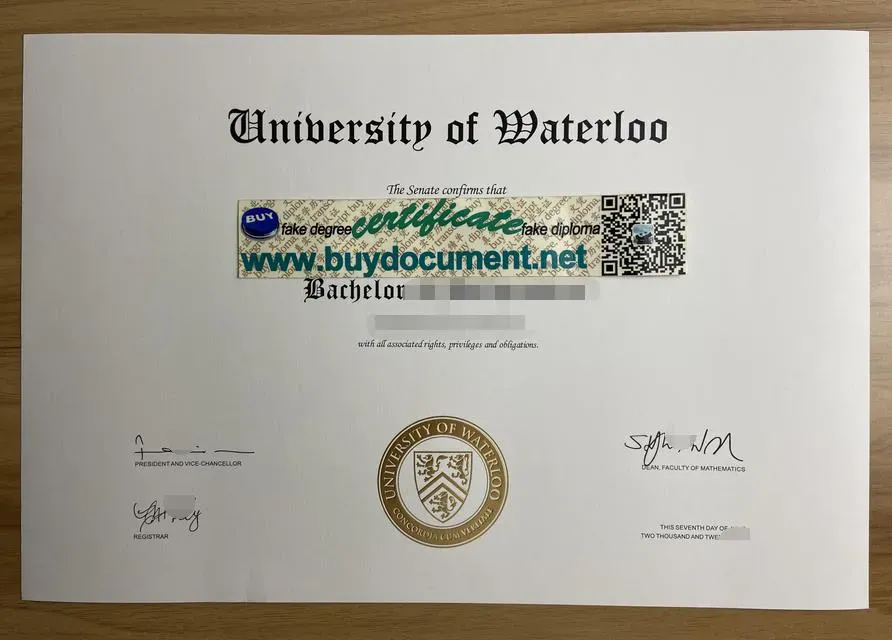 University of Waterloo
The Senate confirms that
BUY fake degree certificate fake diploma
www.buydocument.net
Bachelor
with all associated rights, privileges and obligations.
PRESIDENT AND VICE-CHANCELLOR
REGISTRAR
UNIVERSITY OF WATERLOO
CONCORDIA CUM VERITATE
DEAN, FACULTY OF MATHEMATICS
THIS SEVENTH DAY OF
TWO THOUSAND AND